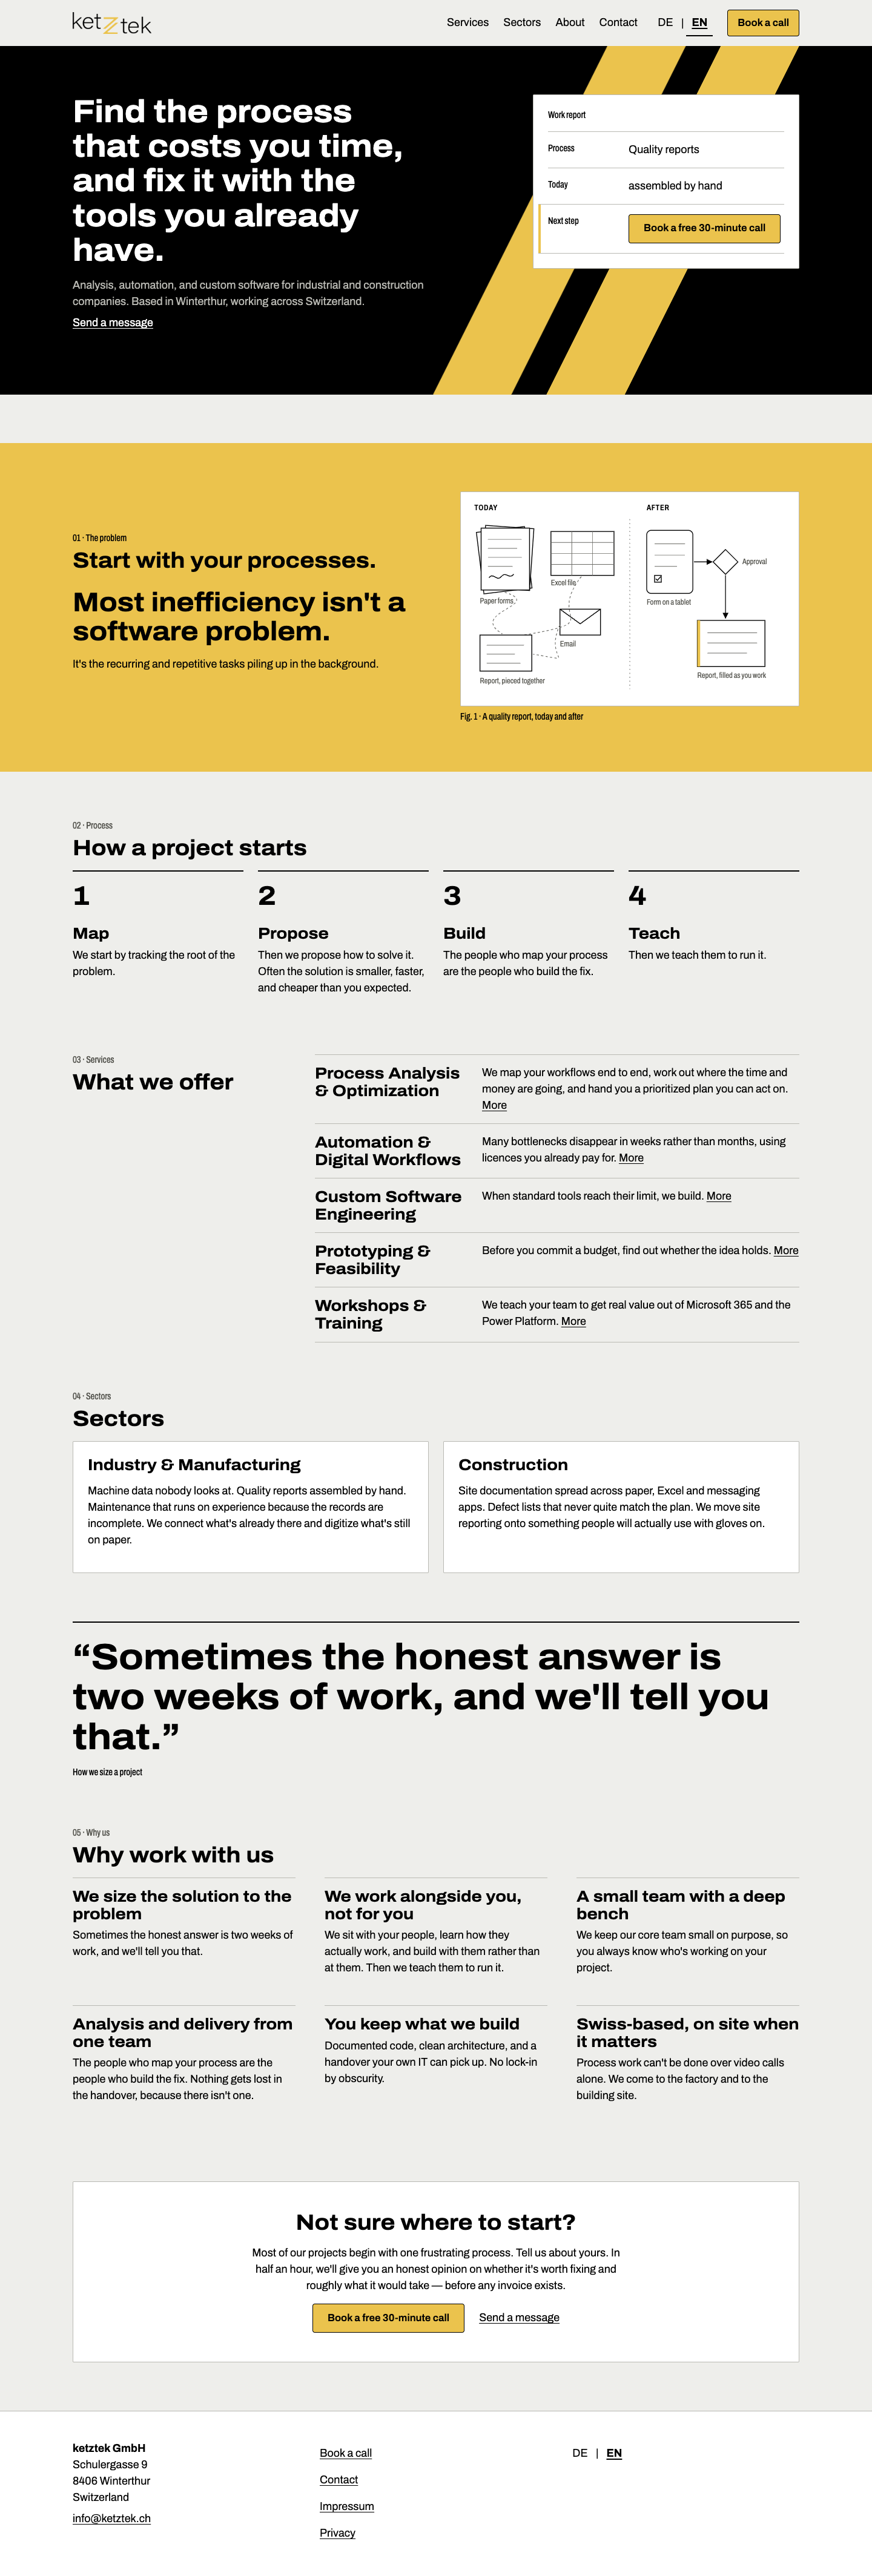 ketztek
Services Sectors About Contact DE | EN Book a call
Find the process
that costs you time,
and fix it with the
tools you already
have.
Analysis, automation, and custom software for industrial and construction
companies. Based in Winterthur, working across Switzerland.
Send a message
Work report
Process Quality reports
Today assembled by hand
Next step Book a free 30-minute call
01 · The problem
Start with your processes.
Most inefficiency isn't a
software problem.
It's the recurring and repetitive tasks piling up in the background.
TODAY
Paper forms
Excel file
Email
Report, pieced together
AFTER
Form on a tablet
Approval
Report, filled as you work
Fig. 1 · A quality report, today and after
02 · Process
How a project starts
1
Map
We start by tracking the root of the
problem.
2
Propose
Then we propose how to solve it.
Often the solution is smaller, faster,
and cheaper than you expected.
3
Build
The people who map your process
are the people who build the fix.
4
Teach
Then we teach them to run it.
03 · Services
What we offer
Process Analysis
& Optimization
We map your workflows end to end, work out where the time and
money are going, and hand you a prioritized plan you can act on.
More
Automation &
Digital Workflows
Many bottlenecks disappear in weeks rather than months, using
licences you already pay for. More
Custom Software
Engineering
When standard tools reach their limit, we build. More
Prototyping &
Feasibility
Before you commit a budget, find out whether the idea holds. More
Workshops &
Training
We teach your team to get real value out of Microsoft 365 and the
Power Platform. More
04 · Sectors
Sectors
Industry & Manufacturing
Machine data nobody looks at. Quality reports assembled by hand.
Maintenance that runs on experience because the records are
incomplete. We connect what's already there and digitize what's still
on paper.
Construction
Site documentation spread across paper, Excel and messaging
apps. Defect lists that never quite match the plan. We move site
reporting onto something people will actually use with gloves on.
“Sometimes the honest answer is
two weeks of work, and we'll tell you
that.”
How we size a project
05 · Why us
Why work with us
We size the solution to the
problem
Sometimes the honest answer is two weeks of
work, and we'll tell you that.
We work alongside you,
not for you
We sit with your people, learn how they
actually work, and build with them rather than
at them. Then we teach them to run it.
A small team with a deep
bench
We keep our core team small on purpose, so
you always know who's working on your
project.
Analysis and delivery from
one team
The people who map your process are the
people who build the fix. Nothing gets lost in
the handover, because there isn't one.
You keep what we build
Documented code, clean architecture, and a
handover your own IT can pick up. No lock-in
by obscurity.
Swiss-based, on site when
it matters
Process work can't be done over video calls
alone. We come to the factory and to the
building site.
Not sure where to start?
Most of our projects begin with one frustrating process. Tell us about yours. In
half an hour, we'll give you an honest opinion on whether it's worth fixing and
roughly what it would take — before any invoice exists.
Book a free 30-minute call Send a message
ketztek GmbH
Schulergasse 9
8406 Winterthur
Switzerland
info@ketztek.ch
Book a call
Contact
Impressum
Privacy
DE | EN